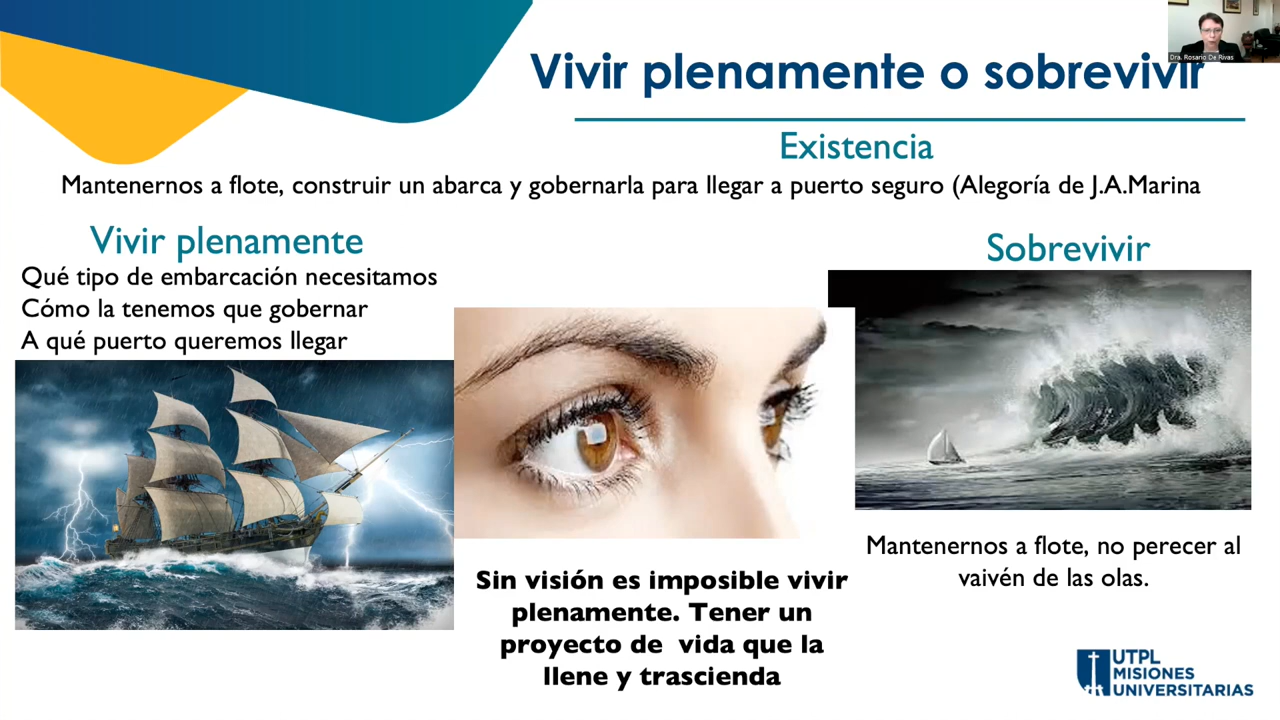 Vivir plenamente o sobrevivir
Dra. Rosario De Rivas
Existencia
Mantenernos a flote, construir un abarca y gobernarla para llegar a puerto seguro (Alegoría de J.A.Marina
Vivir plenamente
Qué tipo de embarcación necesitamos
Cómo la tenemos que gobernar
A qué puerto queremos llegar
Sin visión es imposible vivir
plenamente. Tener un
proyecto de vida que la
llene y trascienda
Sobrevivir
Mantenernos a flote, no perecer al
vaivén de las olas.
UTPL
MISIONES
UNIVERSITARIAS